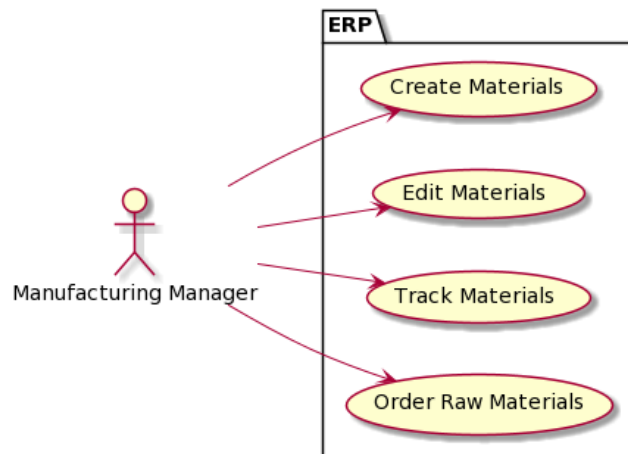 ERP
Create Materials
Edit Materials
Track Materials
Manufacturing Manager
Order Raw Materials